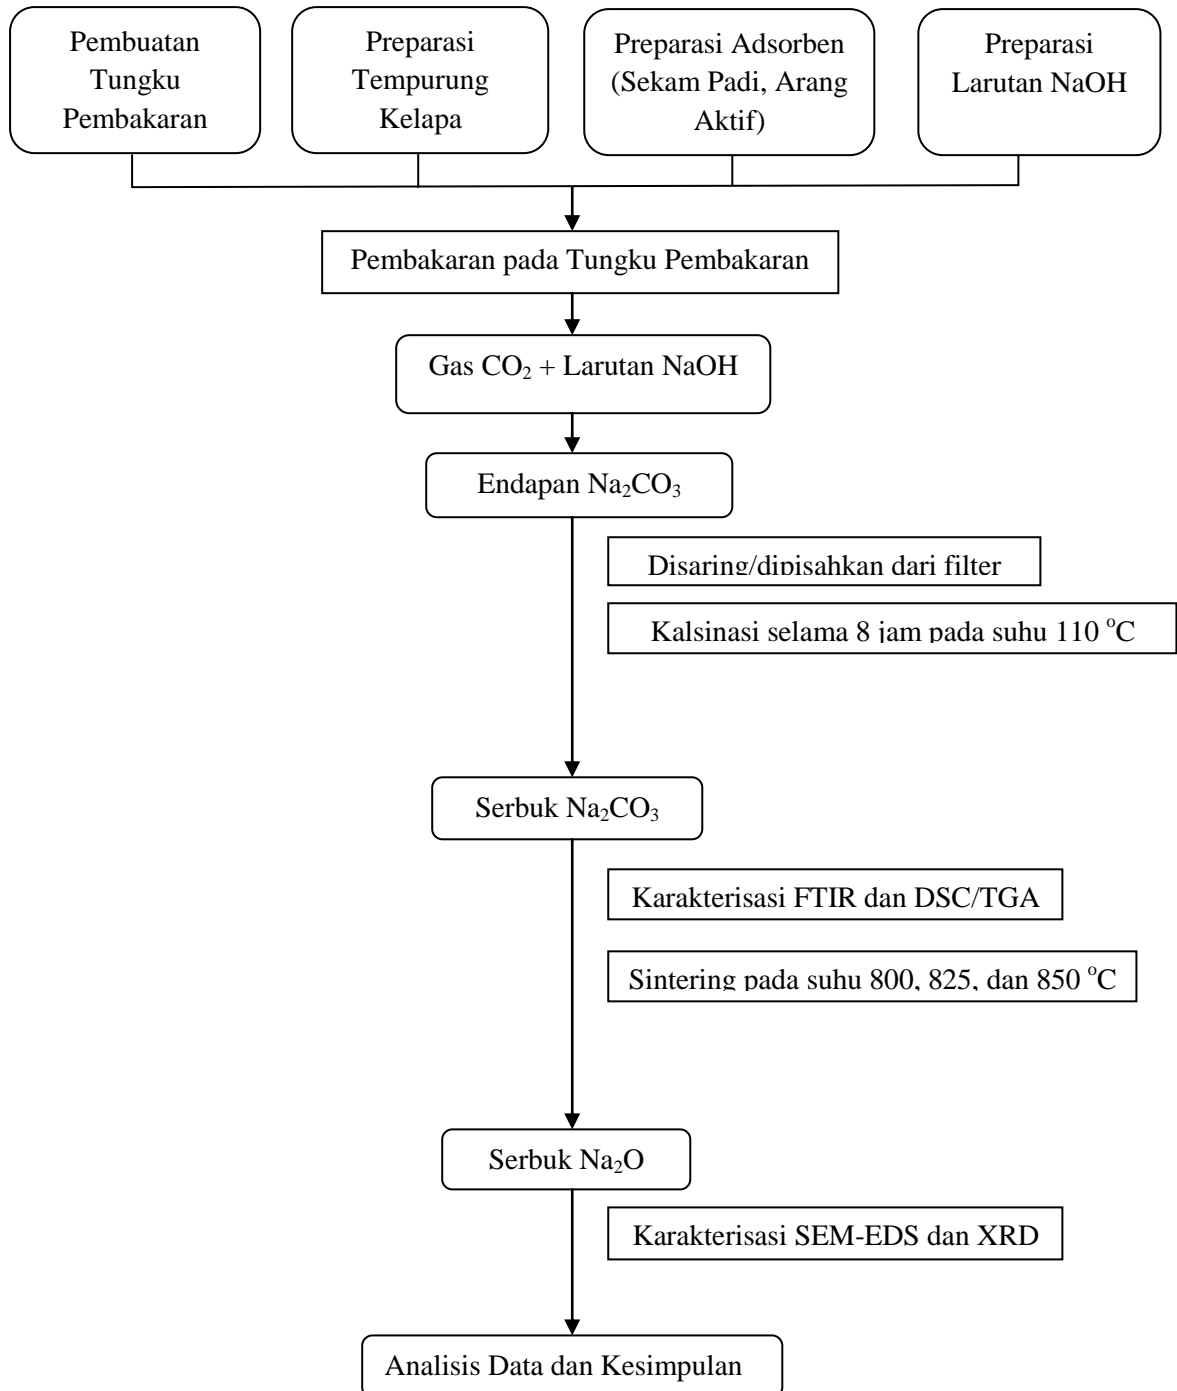 Pembuatan
Tungku
Pembakaran
Preparasi
Tempurung
Kelapa
Preparasi Adsorben
(Sekam Padi, Arang
Aktif)
Preparasi
Larutan NaOH
Pembakaran pada Tungku Pembakaran
Gas CO₂ + Larutan NaOH
Endapan Na₂CO₃
Disaring/dipisahkan dari filter
Kalsinasi selama 8 jam pada suhu 110 °C
Serbuk Na₂CO₃
Karakterisasi FTIR dan DSC/TGA
Sintering pada suhu 800, 825, dan 850 °C
Serbuk Na₂O
Karakterisasi SEM-EDS dan XRD
Analisis Data dan Kesimpulan